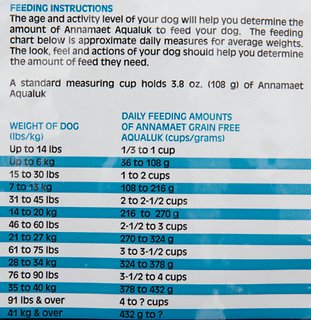 FEEDING INSTRUCTIONS
The age and activity level of your dog will help you determine the
amount of Annamaet Aqualuk to feed your dog. The feeding
chart below is approximate daily measures for average weights.
The look, feel and actions of your dog should help you determine
the amount of feed they need.
A standard measuring cup holds 3.8 oz. (108 g) of Annamaet
Aqualuk
WEIGHT OF DOG
(lbs/kg)
DAILY FEEDING AMOUNTS
OF ANNAMAET GRAIN FREE
AQUALUK (cups/grams)
Up to 14 lbs 1/3 to 1 cup
Up to 6 kg 36 to 108 g
15 to 30 lbs 1 to 2 cups
7 to 13 kg 108 to 216 g
31 to 45 lbs 2 to 2-1/2 cups
14 to 20 kg 216 to 270 g
46 to 60 lbs 2-1/2 to 3 cups
21 to 27 kg 270 to 324 g
61 to 75 lbs 3 to 3-1/2 cups
28 to 34 kg 324 to 378 g
76 to 90 lbs 3-1/2 to 4 cups
35 to 40 kg 378 to 432 g
91 lbs & over 4 to ? cups
41 kg & over 432 g to ?